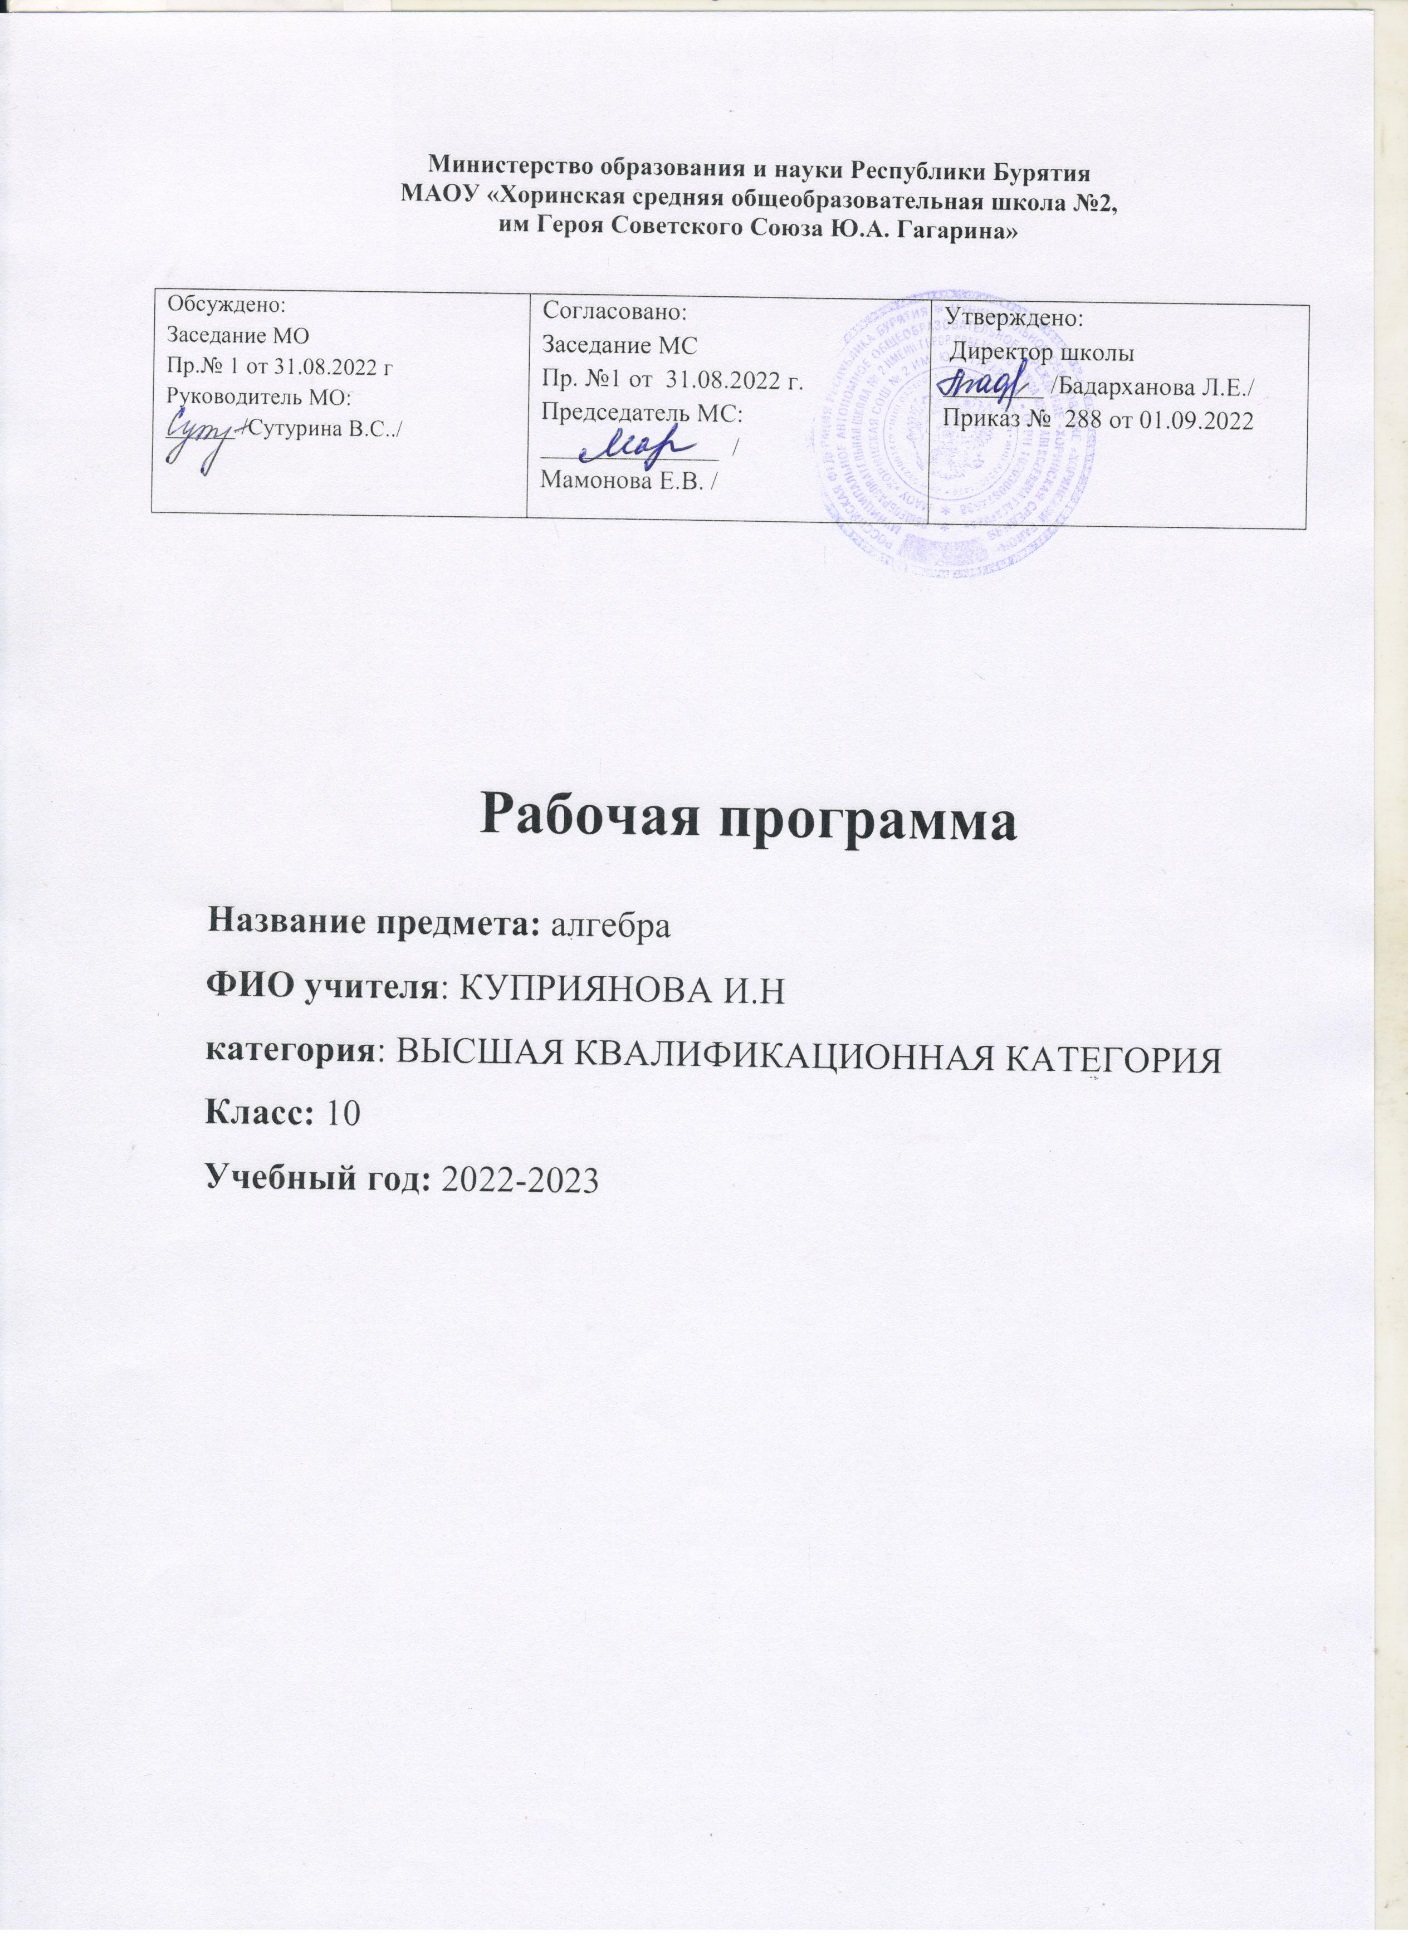 Министерство образования и науки Республики Бурятия
МАОУ «Хоринская средняя общеобразовательная школа №2,
им Героя Советского Союза Ю.А. Гагарина»
Обсуждено:
Заседание МО
Пр.№ 1 от 31.08.2022 г
Руководитель МО:
/Сутурина В.С../
Согласовано:
Заседание МС
Пр. №1 от 31.08.2022 г.
Председатель МС:
/
Мамонова Е.В. /
Утверждено:
Директор школы
/Бадарханова Л.Е./
Приказ № 288 от 01.09.2022
Рабочая программа
Название предмета: алгебра
ФИО учителя: КУПРИЯНОВА И.Н
категория: ВЫСШАЯ КВАЛИФИКАЦИОННАЯ КАТЕГОРИЯ
Класс: 10
Учебный год: 2022-2023